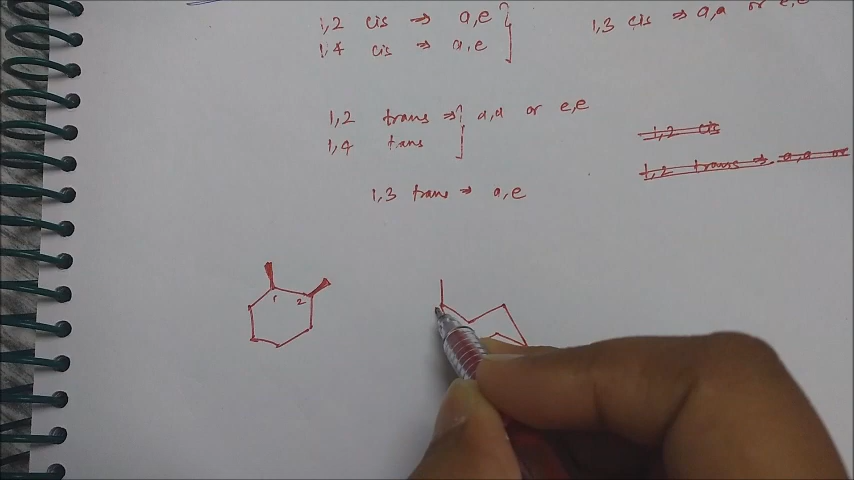 1,2 cis ⇒ a,e
1,4 cis ⇒ a,e
1,3 cis ⇒ a,a or e,e
1,2 trans ⇒ a,a or e,e
1,4 trans
1,3 trans ⇒ a,e
1,2 cis
1,2 trans ⇒ a,a or
1 2